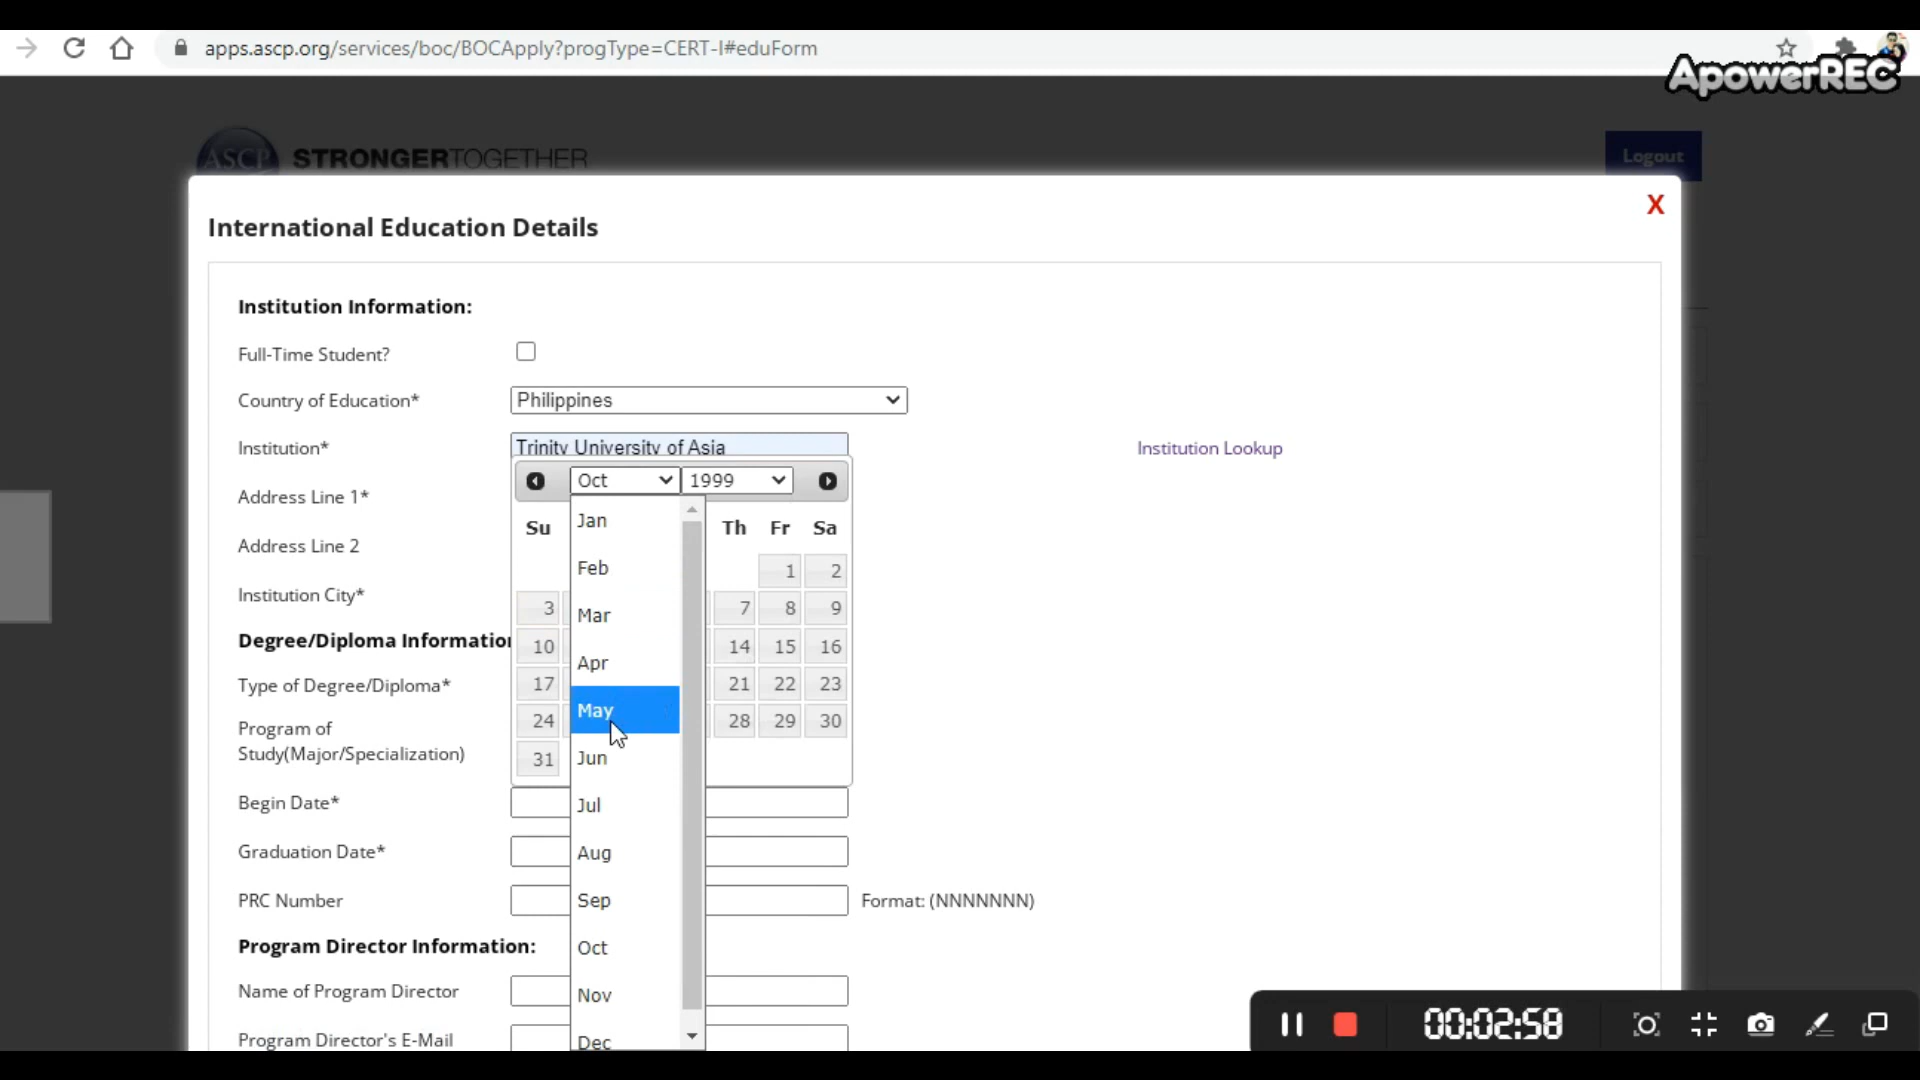 apps.ascp.org/services/boc/BOCApply?progType=CERT-I#eduForm
ApowerREC
ASCP STRONGERTOGETHER
Logout
X
International Education Details
Institution Information:
Full-Time Student?
Country of Education* Philippines
Institution* Trinity University of Asia Institution Lookup
Oct 1999
Address Line 1*
Su Th Fr Sa
Address Line 2
1 2
Institution City*
3 7 8 9
Degree/Diploma Information
10 14 15 16
Type of Degree/Diploma*
17 21 22 23
Program of
Study(Major/Specialization)
24 28 29 30
31
Jan
Feb
Mar
Apr
May
Jun
Jul
Aug
Sep
Oct
Nov
Dec
Begin Date*
Graduation Date*
PRC Number Format: (NNNNNNN)
Program Director Information:
Name of Program Director
Program Director's E-Mail
00:02:58